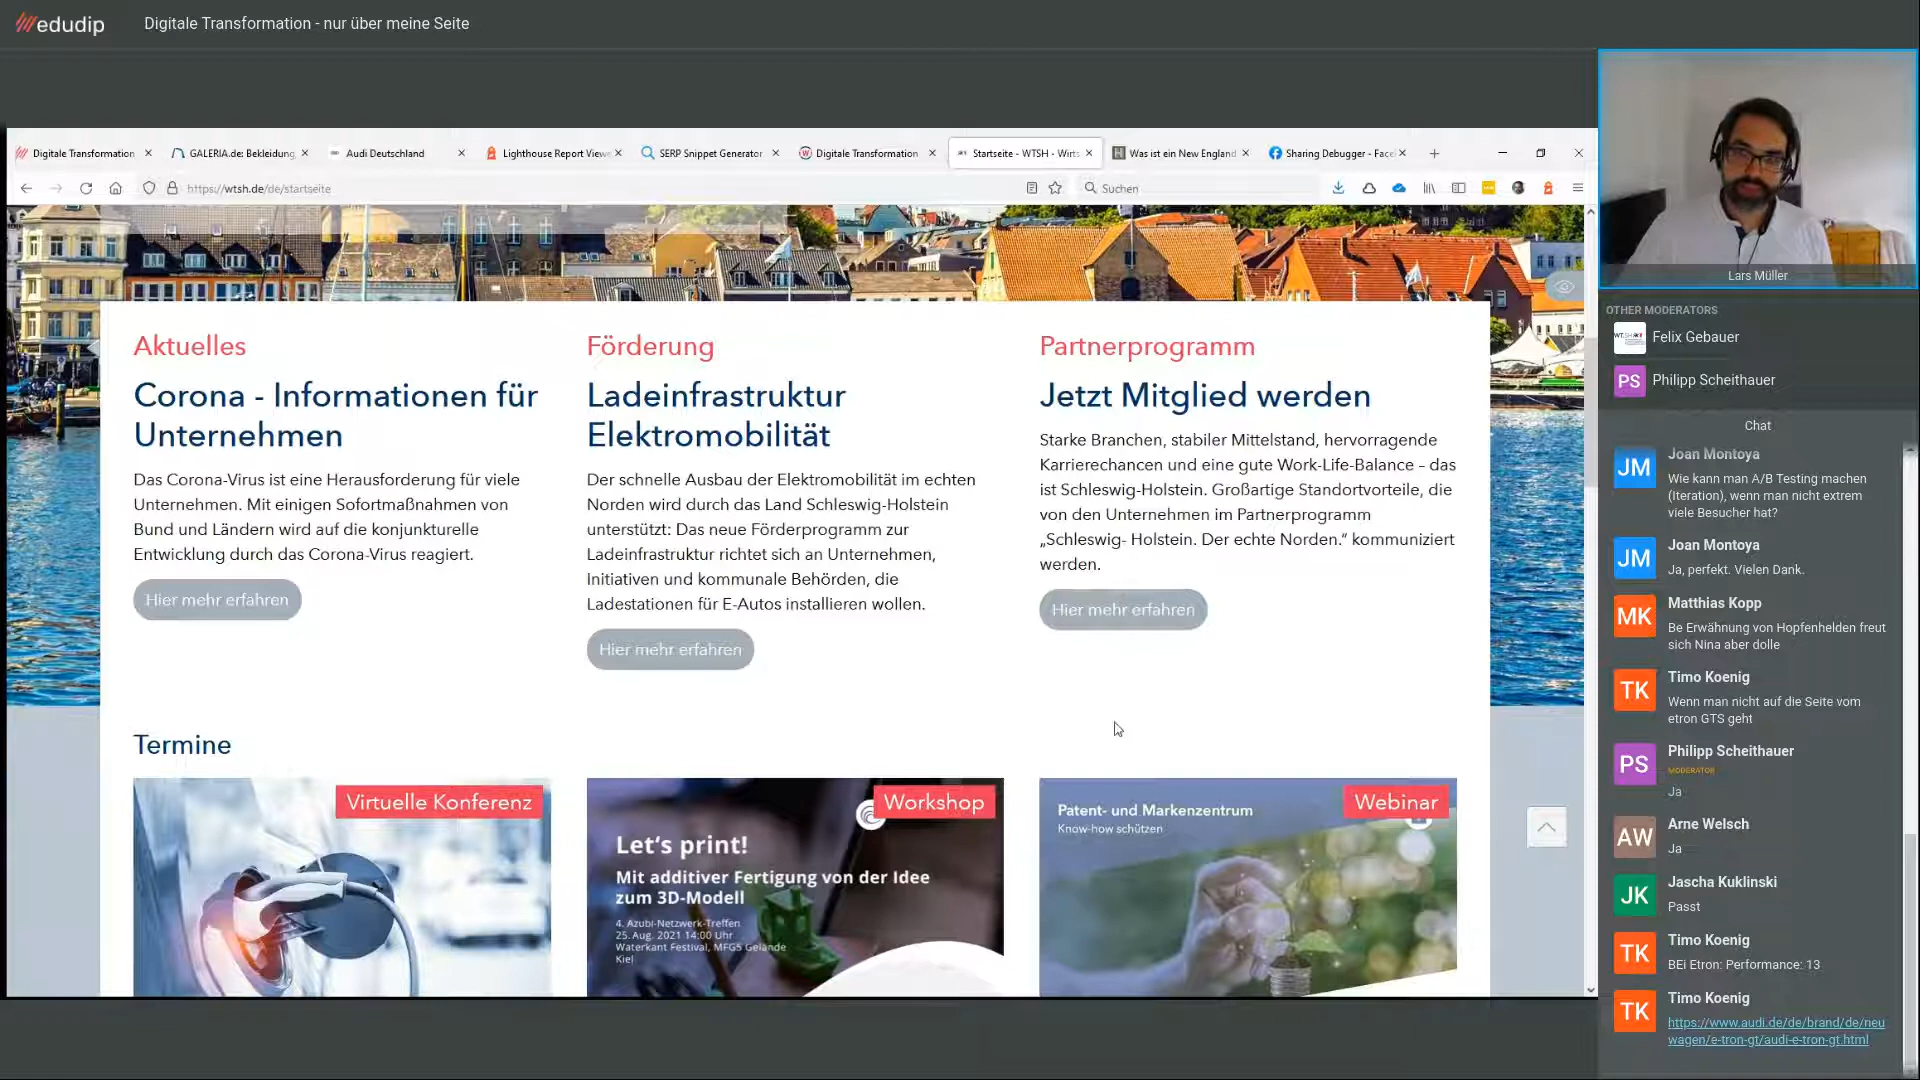 edudip
Digitale Transformation - nur über meine Seite
Digitale Transformation
GALERIA.de: Bekleidung,
Audi Deutschland
Lighthouse Report Viewe
SERP Snippet Generator
Digitale Transformation
Startseite - WTSH - Wirts
Was ist ein New England
Sharing Debugger - Face
https://wtsh.de/de/startseite
Suchen
Aktuelles
Corona - Informationen für
Unternehmen
Das Corona-Virus ist eine Herausforderung für viele
Unternehmen. Mit einigen Sofortmaßnahmen von
Bund und Ländern wird auf die konjunkturelle
Entwicklung durch das Corona-Virus reagiert.
Hier mehr erfahren
Förderung
Ladeinfrastruktur
Elektromobilität
Der schnelle Ausbau der Elektromobilität im echten
Norden wird durch das Land Schleswig-Holstein
unterstützt: Das neue Förderprogramm zur
Ladeinfrastruktur richtet sich an Unternehmen,
Initiativen und kommunale Behörden, die
Ladestationen für E-Autos installieren wollen.
Hier mehr erfahren
Partnerprogramm
Jetzt Mitglied werden
Starke Branchen, stabiler Mittelstand, hervorragende
Karrierechancen und eine gute Work-Life-Balance – das
ist Schleswig-Holstein. Großartige Standortvorteile, die
von den Unternehmen im Partnerprogramm
„Schleswig- Holstein. Der echte Norden.“ kommuniziert
werden.
Hier mehr erfahren
Termine
Virtuelle Konferenz
Workshop
Let's print!
Mit additiver Fertigung von der Idee
zum 3D-Modell
4. Azubi-Netzwerk-Treffen
25. Aug. 2021 14:00 Uhr
Waterkant Festival, MFG5 Gelände
Kiel
Webinar
Patent- und Markenzentrum
Know-how schützen
Lars Müller
OTHER MODERATORS
Felix Gebauer
PS
Philipp Scheithauer
Chat
JM
Joan Montoya
Wie kann man A/B Testing machen
(Iteration), wenn man nicht extrem
viele Besucher hat?
JM
Joan Montoya
Ja, perfekt. Vielen Dank.
MK
Matthias Kopp
Be Erwähnung von Hopfenhelden freut
sich Nina aber dolle
TK
Timo Koenig
Wenn man nicht auf die Seite vom
etron GTS geht
PS
Philipp Scheithauer
MODERATOR
Ja
AW
Arne Welsch
Ja
JK
Jascha Kuklinski
Passt
TK
Timo Koenig
BEi Etron: Performance: 13
TK
Timo Koenig
https://www.audi.de/de/brand/de/neu
wagen/e-tron-gt/audi-e-tron-gt.html